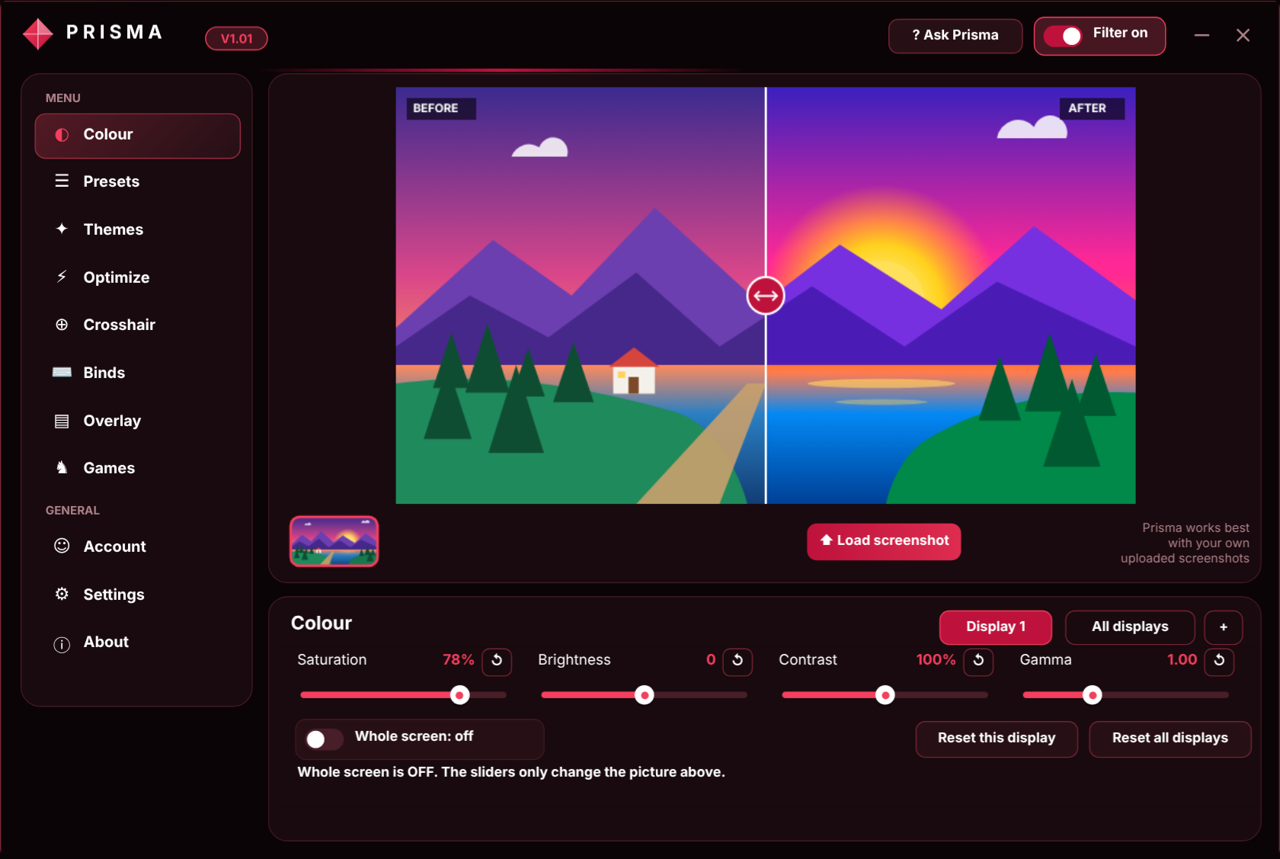 PRISMA
V1.01
? Ask Prisma
Filter on
MENU
Colour
Presets
Themes
Optimize
Crosshair
Binds
Overlay
Games
GENERAL
Account
Settings
About
BEFORE
AFTER
Load screenshot
Prisma works best
with your own
uploaded screenshots
Colour
Display 1
All displays
+
Saturation 78%
Brightness 0
Contrast 100%
Gamma 1.00
Whole screen: off
Reset this display
Reset all displays
Whole screen is OFF. The sliders only change the picture above.